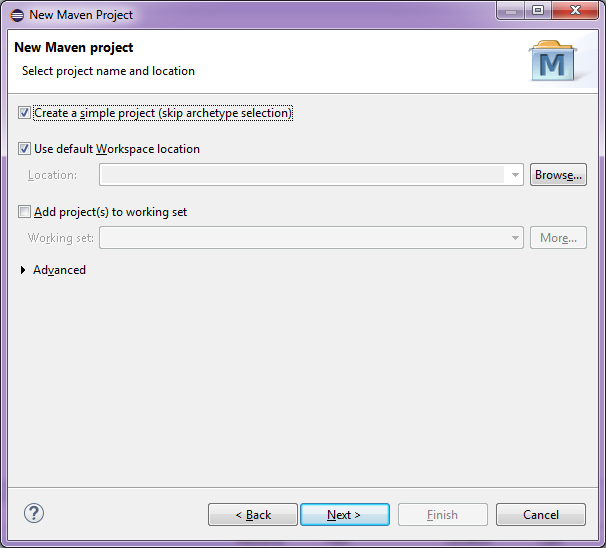 New Maven Project
New Maven project
Select project name and location
M
Create a simple project (skip archetype selection)
Use default Workspace location
Location:
Browse...
Add project(s) to working set
Working set:
More...
Advanced
?
< Back
Next >
Finish
Cancel